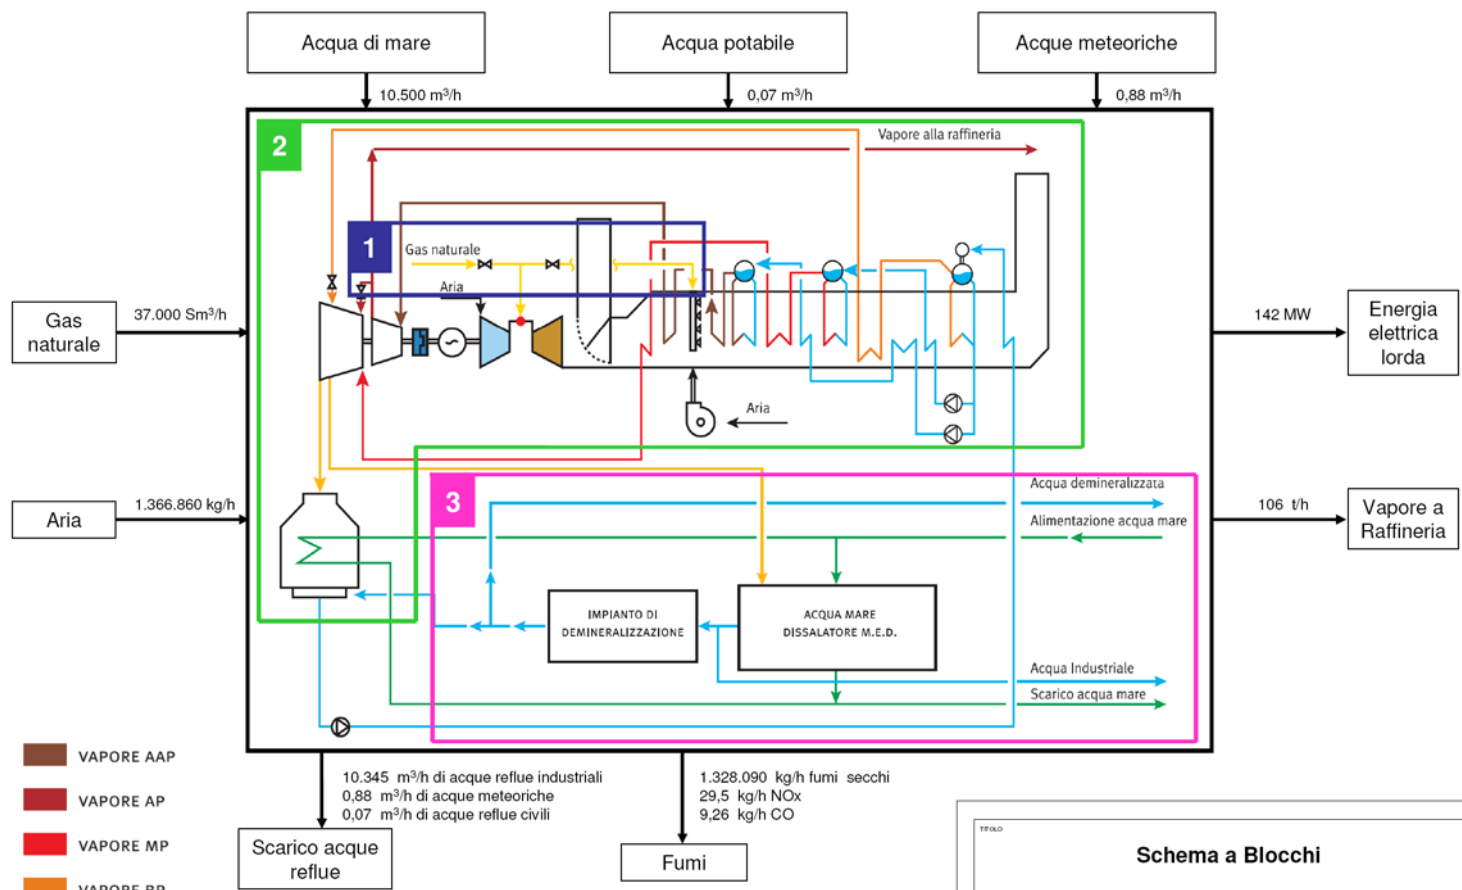 Acqua di mare
Acqua potabile
Acque meteoriche
10.500 m³/h
0,07 m³/h
0,88 m³/h
2
Vapore alla raffineria
1
Gas naturale
Aria
Gas
naturale
37.000 Sm³/h
142 MW
Energia
elettrica
lorda
Aria
Aria
1.366.860 kg/h
3
Acqua demineralizzata
Alimentazione acqua mare
106 t/h
Vapore a
Raffineria
IMPIANTO DI
DEMINERALIZZAZIONE
ACQUA MARE
DISSALATORE M.E.D.
Acqua Industriale
Scarico acqua mare
VAPORE AAP
VAPORE AP
VAPORE MP
VAPORE BP
10.345 m³/h di acque reflue industriali
0,88 m³/h di acque meteoriche
0,07 m³/h di acque reflue civili
1.328.090 kg/h fumi secchi
29,5 kg/h NOx
9,26 kg/h CO
Scarico acque
reflue
Fumi
TITOLO
Schema a Blocchi